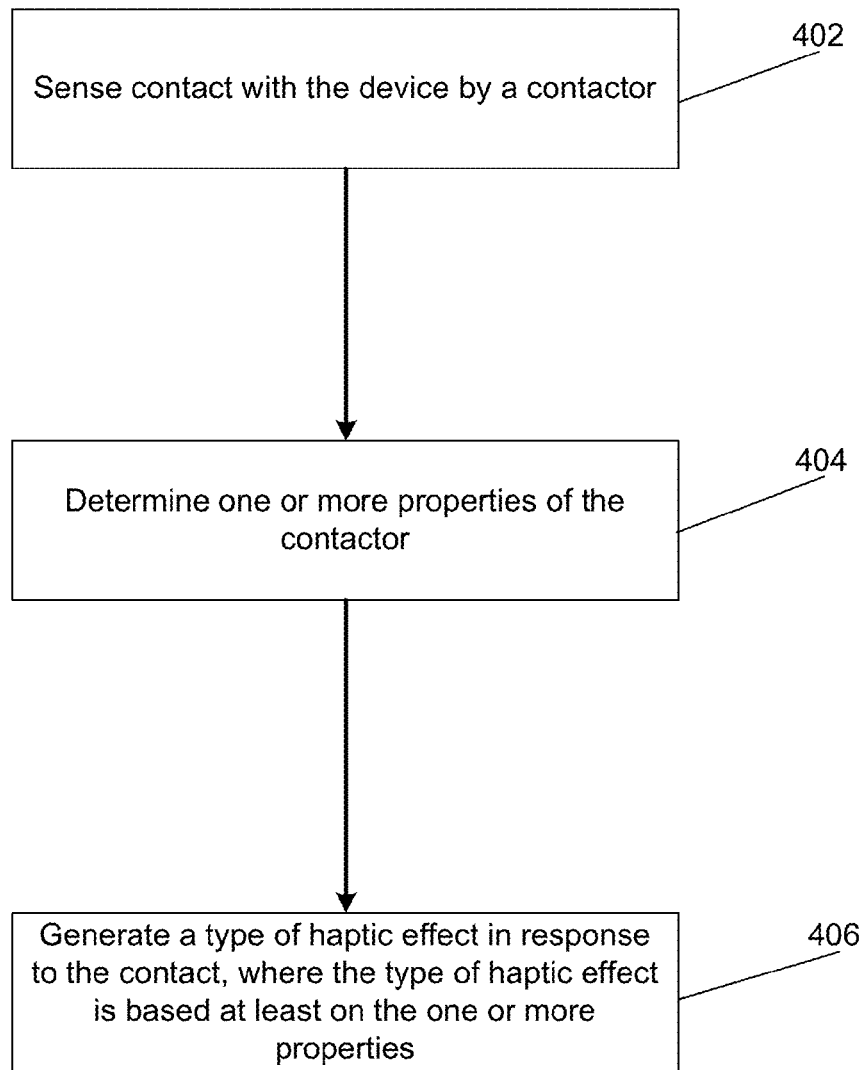 402
Sense contact with the device by a contactor
404
Determine one or more properties of the
contactor
406
Generate a type of haptic effect in response
to the contact, where the type of haptic effect
is based at least on the one or more
properties